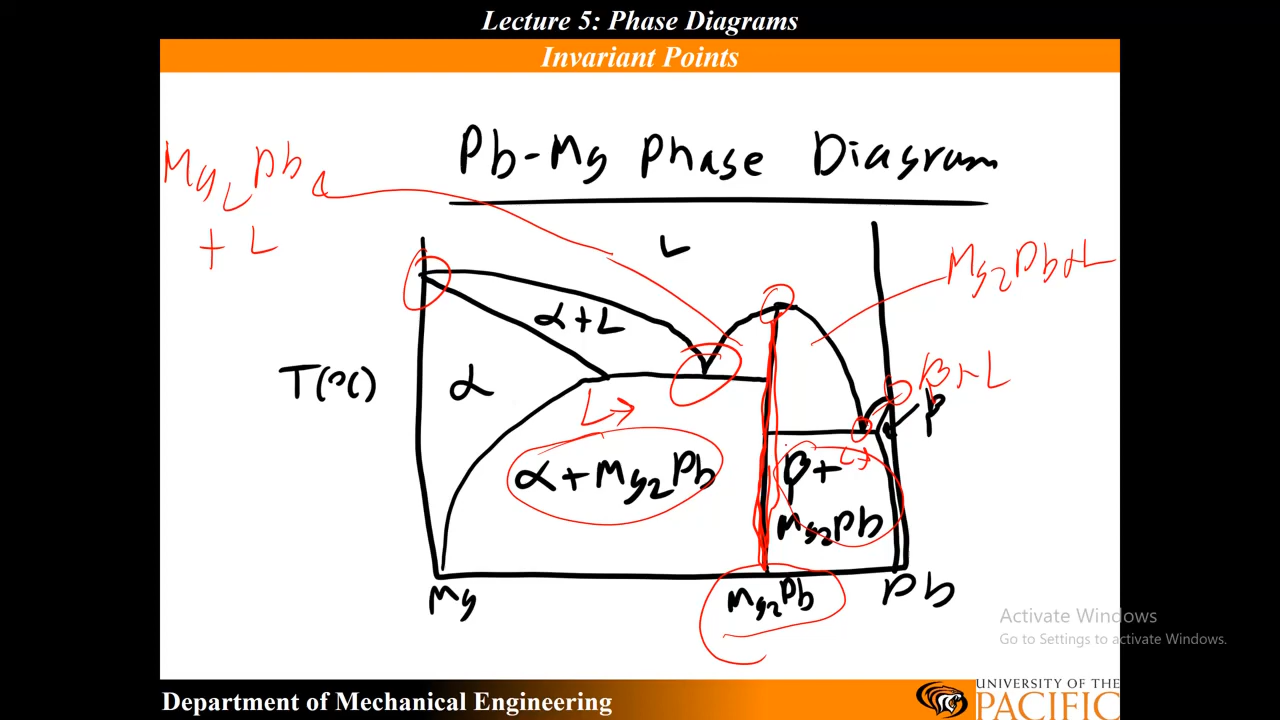 Lecture 5: Phase Diagrams
Invariant Points
Pb-Mg Phase Diagram
Mg2Pb
+ L
L
Mg2Pb+L
α+L
β+L
T(°C)
α
β
L→
L→
α+Mg2Pb
β+
Mg2Pb
Mg
Mg2Pb
Pb
Activate Windows
Go to Settings to activate Windows.
Department of Mechanical Engineering
UNIVERSITY OF THE
PACIFIC